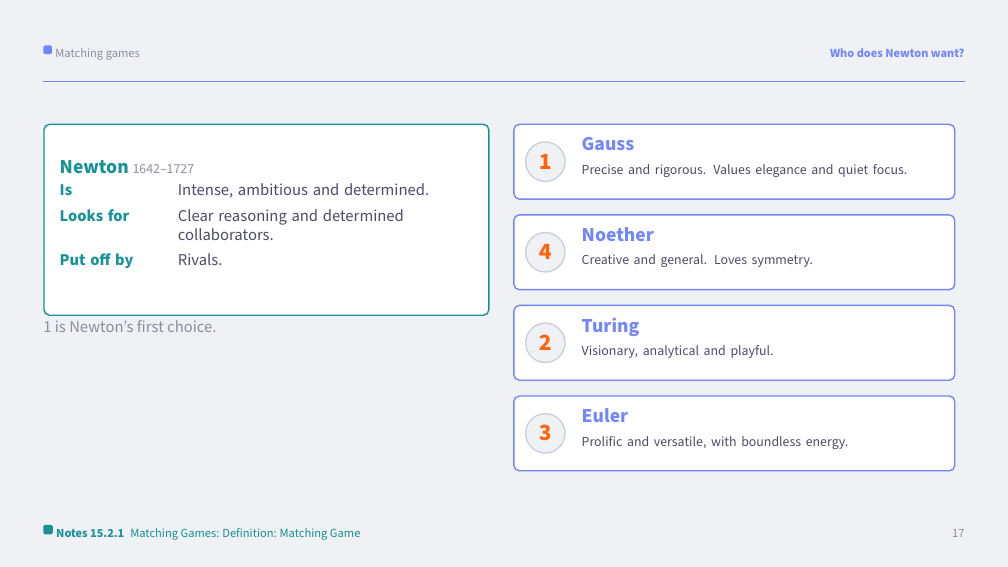 Matching games
Who does Newton want?
Newton 1642–1727
Is Intense, ambitious and determined.
Looks for Clear reasoning and determined
collaborators.
Put off by Rivals.
1 is Newton’s first choice.
1
Gauss
Precise and rigorous. Values elegance and quiet focus.
4
Noether
Creative and general. Loves symmetry.
2
Turing
Visionary, analytical and playful.
3
Euler
Prolific and versatile, with boundless energy.
Notes 15.2.1 Matching Games: Definition: Matching Game
17